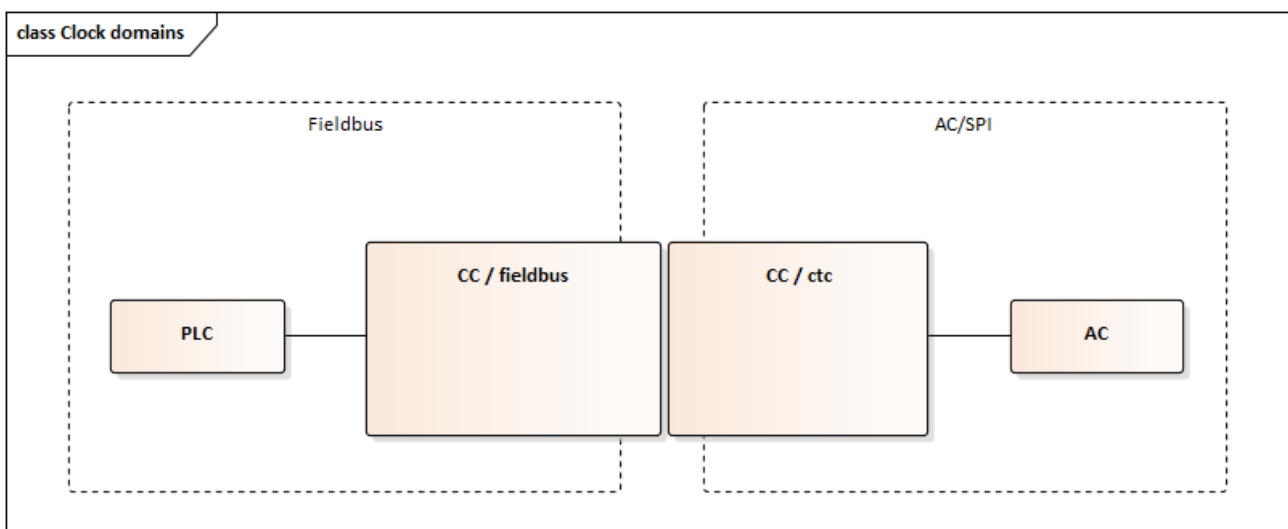 class Clock domains
Fieldbus
AC/SPI
CC / fieldbus
CC / ctc
PLC
AC